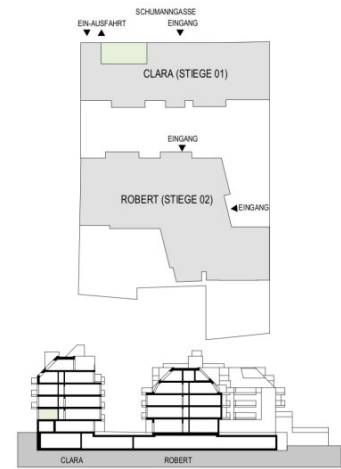 SCHUMANNGASSE
EIN-AUSFAHRT EINGANG
CLARA (STIEGE 01)
EINGANG
ROBERT (STIEGE 02)
EINGANG
CLARA ROBERT